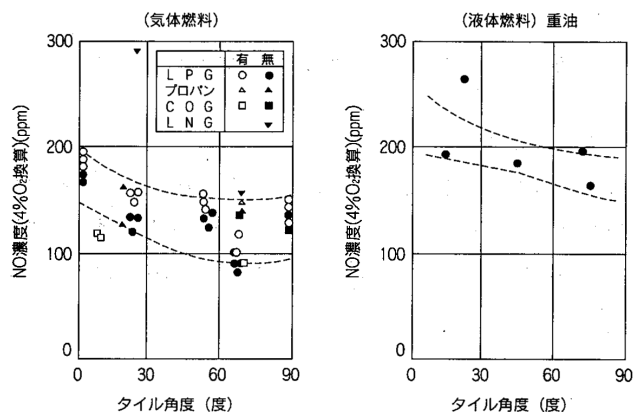 (気体燃料)
有 無
LPG ○ ●
プロパン △ ▲
COG □ ■
LNG ▼
300
200
100
0
0 30 60 90
NO濃度(4%O₂換算)(ppm)
タイル角度 (度)
(液体燃料) 重油
300
200
100
0
0 30 60 90
NO濃度(4%O₂換算)(ppm)
タイル角度 (度)